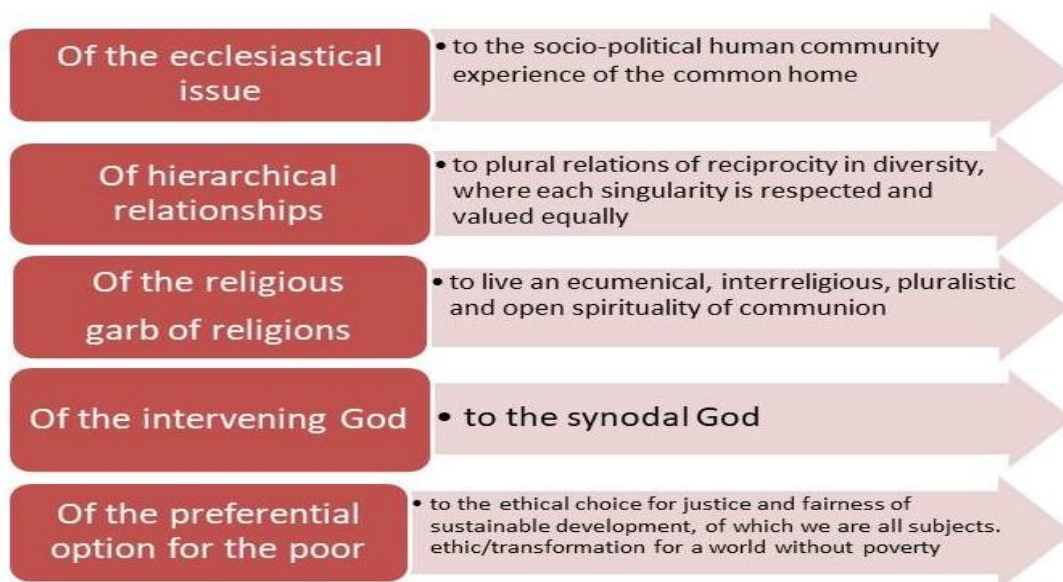 Of the ecclesiastical
issue
• to the socio-political human community
experience of the common home
Of hierarchical
relationships
• to plural relations of reciprocity in diversity,
where each singularity is respected and
valued equally
Of the religious
garb of religions
• to live an ecumenical, interreligious, pluralistic
and open spirituality of communion
Of the intervening God
• to the synodal God
Of the preferential
option for the poor
• to the ethical choice for justice and fairness of
sustainable development, of which we are all subjects.
ethic/transformation for a world without poverty